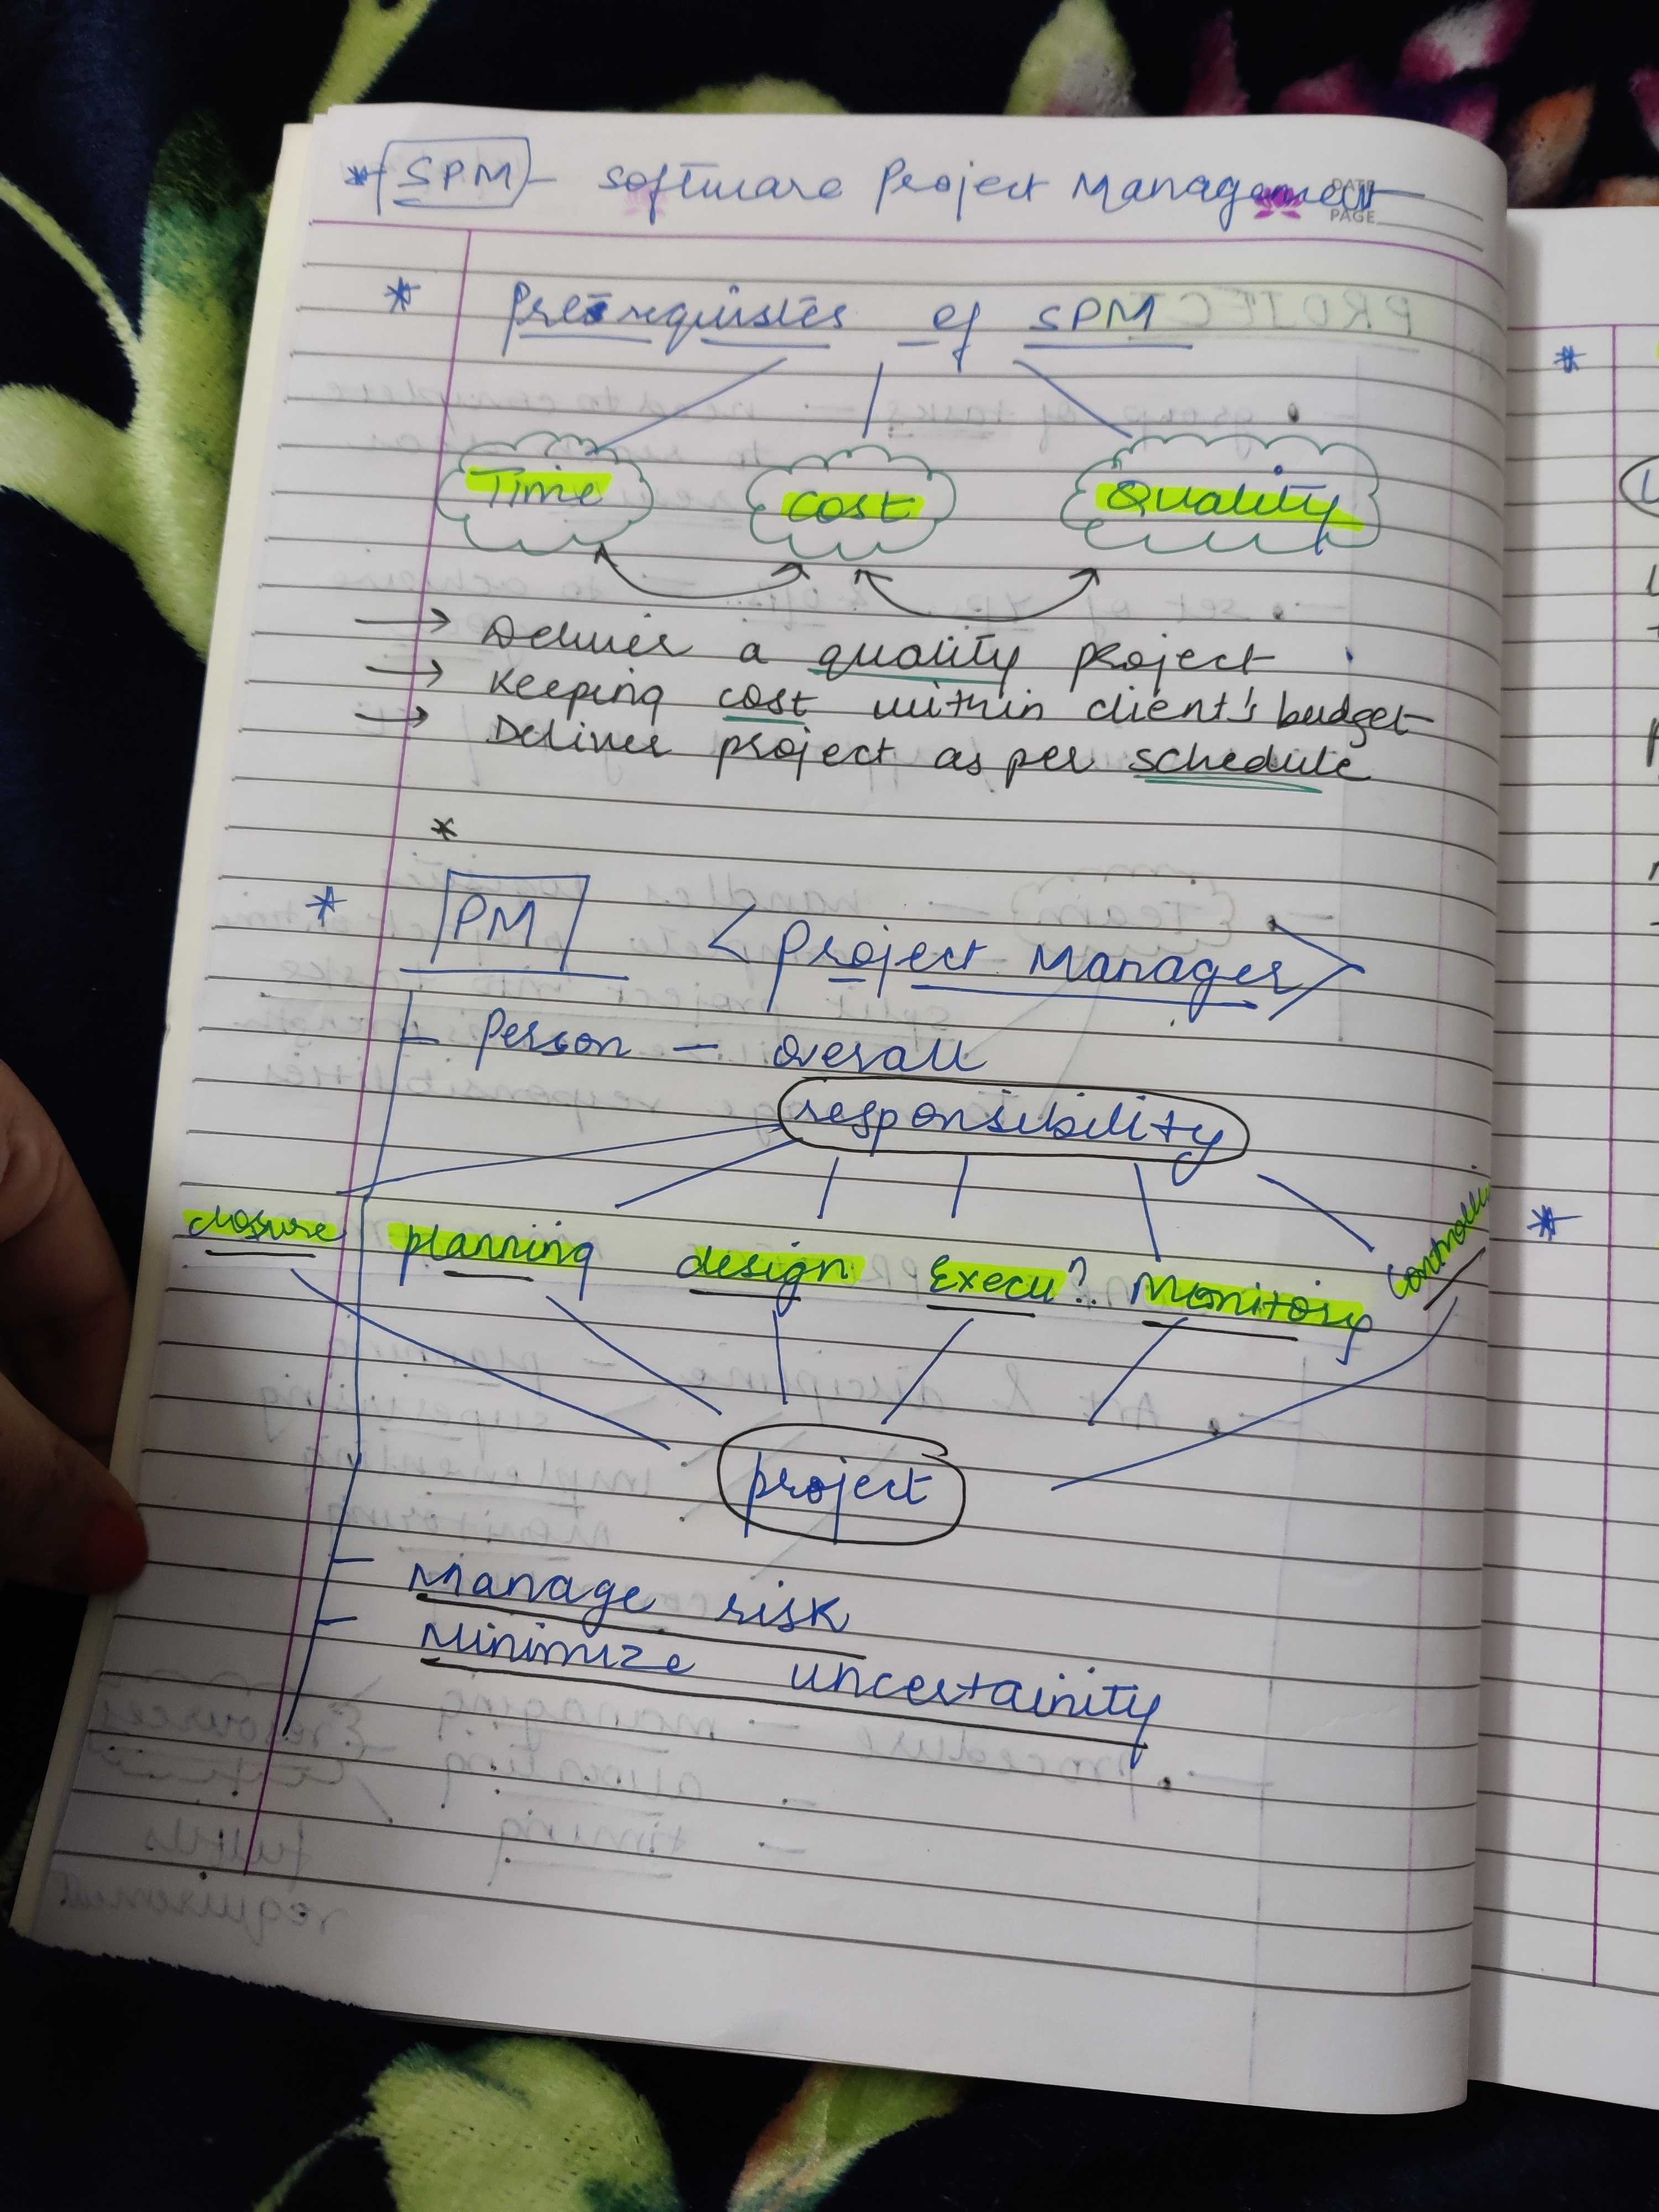 * SPM - Software Project Management
DATE
PAGE
* Prerequisites of SPM
Time cost Quality
→ Deliver a quality project
→ Keeping cost within client's budget
→ Deliver project as per schedule
*
* PM < Project Manager >
- Person - overall
responsibility
closure planning design Execuⁿ. Monitory controlling
project
- Manage risk
- Minimize uncertainity